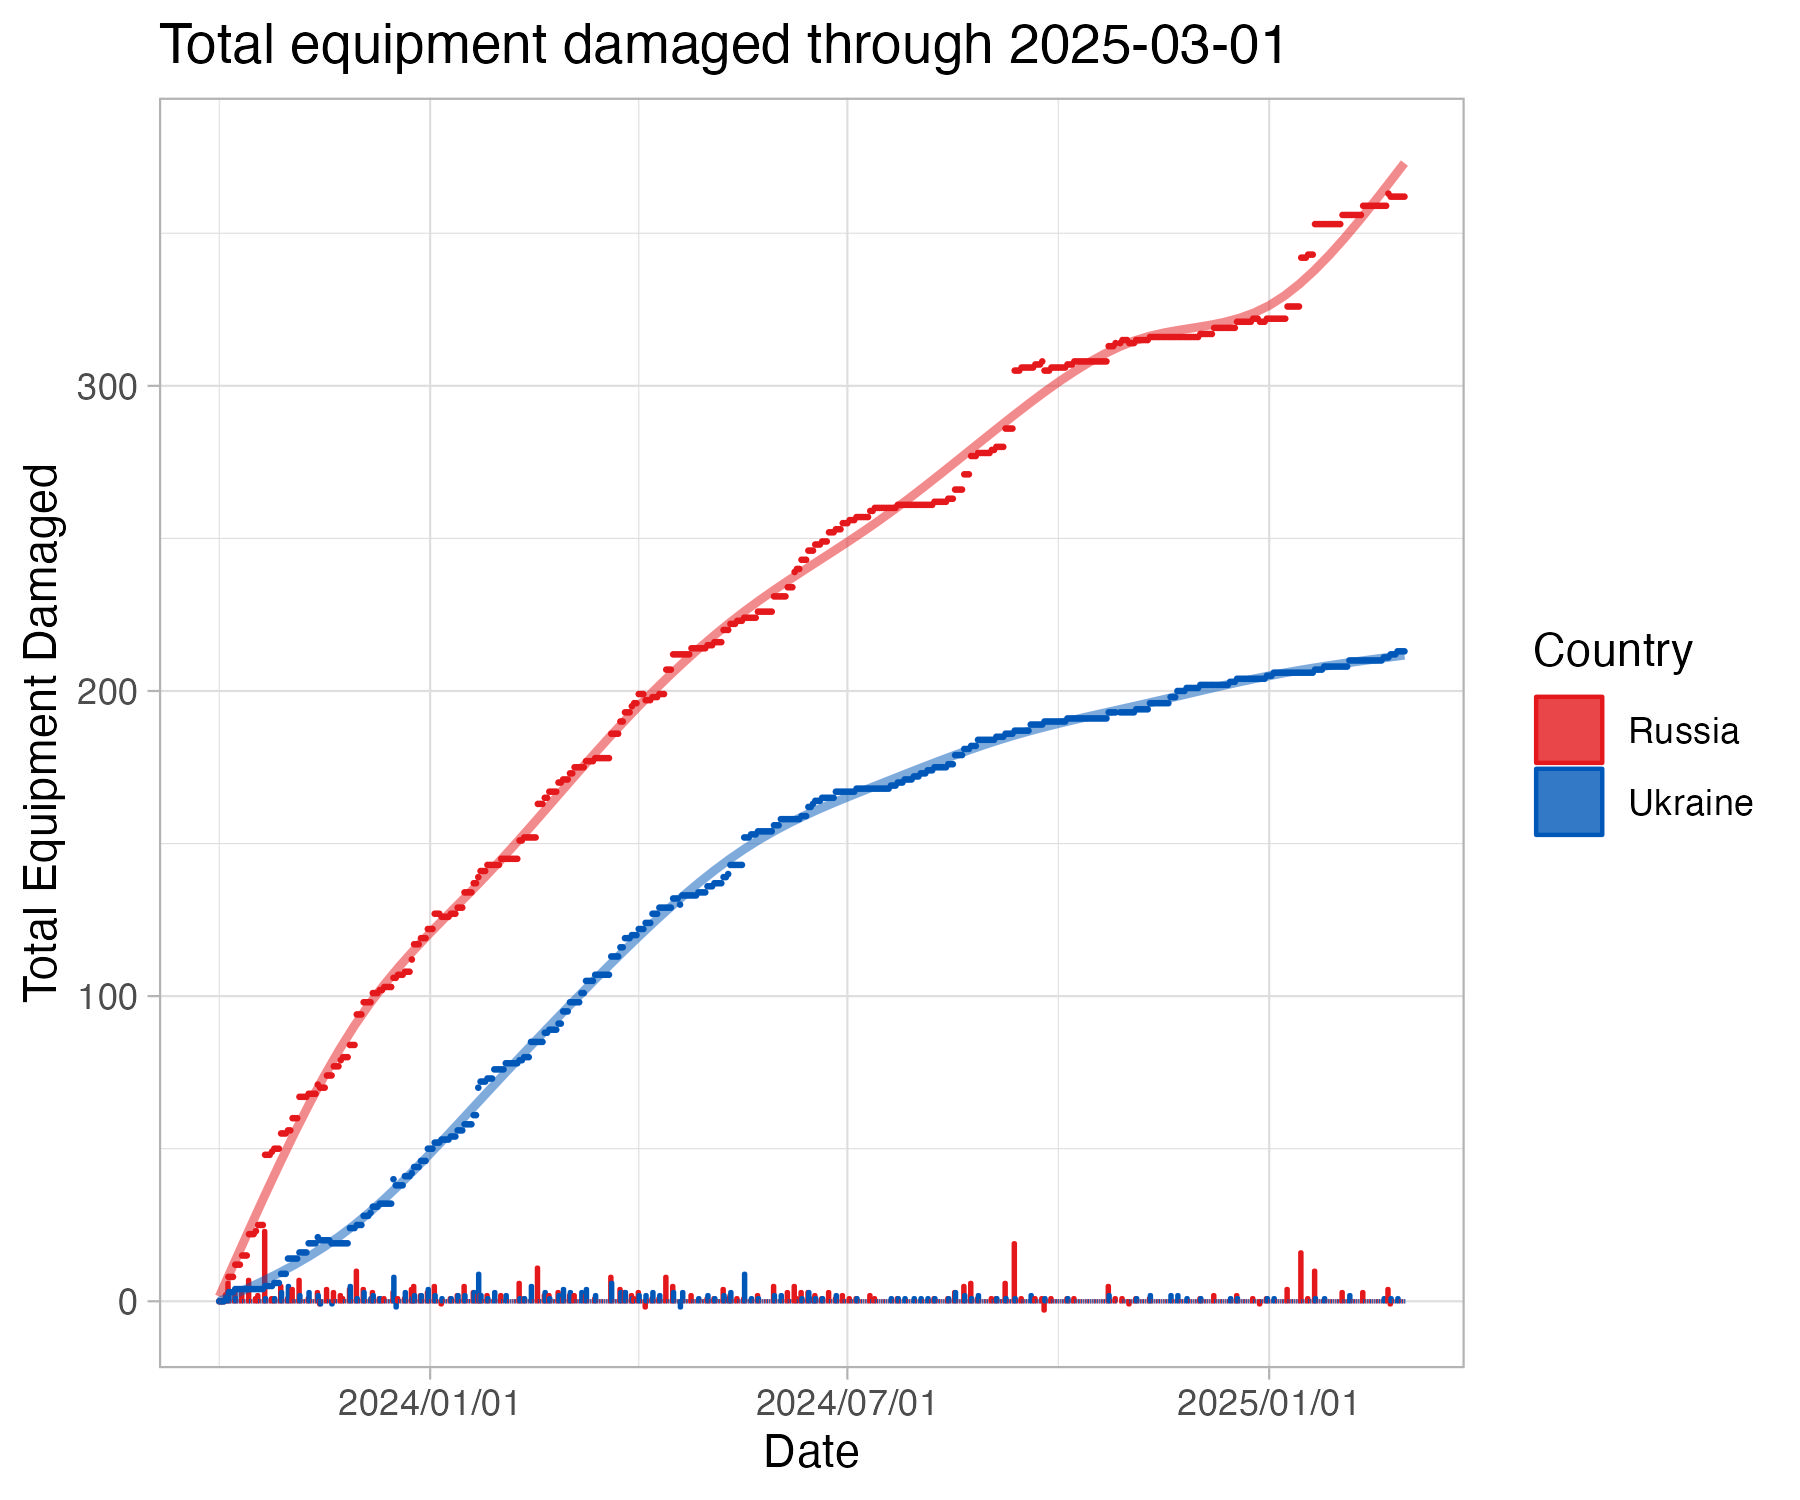 Total equipment damaged through 2025-03-01
Total Equipment Damaged
300
200
100
0
2024/01/01
2024/07/01
2025/01/01
Date
Country
Russia
Ukraine